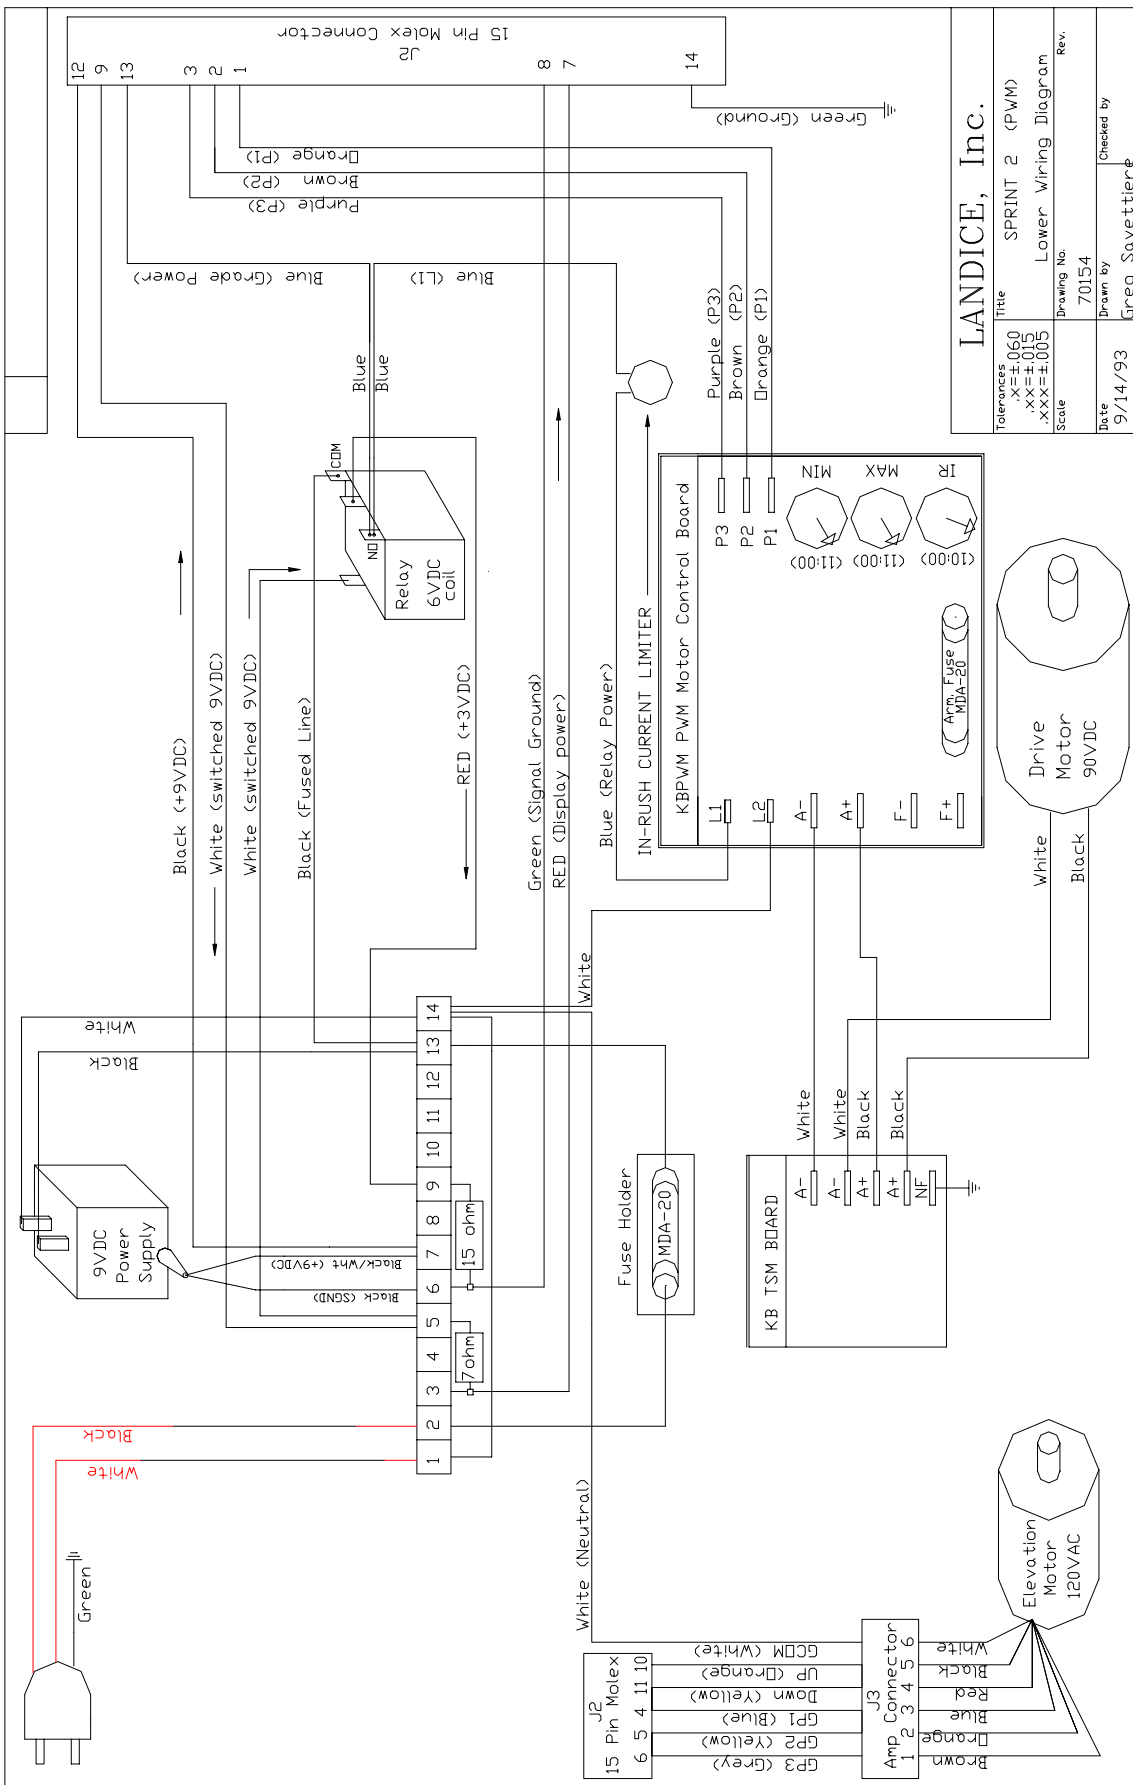 15 Pin Molex Connector
J2
12
9
13
3
2
1
8
7
14
Green (Ground)
Orange (P1)
Brown (P2)
Purple (P3)
Blue (Grade Power)
Blue (L1)
Blue
Blue
COM
NO
Relay
6VDC
coil
Black (+9VDC)
White (switched 9VDC)
White (switched 9VDC)
Black (Fused Line)
RED (+3VDC)
Green (Signal Ground)
RED (Display power)
Blue (Relay Power)
IN-RUSH CURRENT LIMITER
Purple (P3)
Brown (P2)
Orange (P1)
KBPWM PWM Motor Control Board
P3
P2
P1
MIN
MAX
IR
(11:00)
(11:00)
(10:00)
Arm. Fuse
MDA-20
L1
L2
A-
A+
F-
F+
Drive
Motor
90VDC
White
Black
White
White
Black
9VDC
Power
Supply
Black/Wht (+9VDC)
Black (SGND)
14
13
12
11
10
9
8
7
6
5
4
3
2
1
15 ohm
7ohm
Fuse Holder
MDA-20
White
White
Black
Black
A-
A-
A+
A+
NF
KB TSM BOARD
Black
White
Green
White (Neutral)
J2
15 Pin Molex
6 5 4 11 10
GCOM (White)
UP (Orange)
Down (Yellow)
GP1 (Blue)
GP2 (Yellow)
GP3 (Grey)
J3
Amp Connector
1 2 3 4 5 6
White
Black
Red
Blue
Orange
Brown
Elevation
Motor
120VAC
LANDICE, Inc.
Tolerances
.X=±.060
.XX=±.015
.XXX=±.005
Title
SPRINT 2 (PWM)
Lower Wiring Diagram
Scale
Drawing No.
70154
Rev.
Date
9/14/93
Drawn by
Greg Savettiere
Checked by